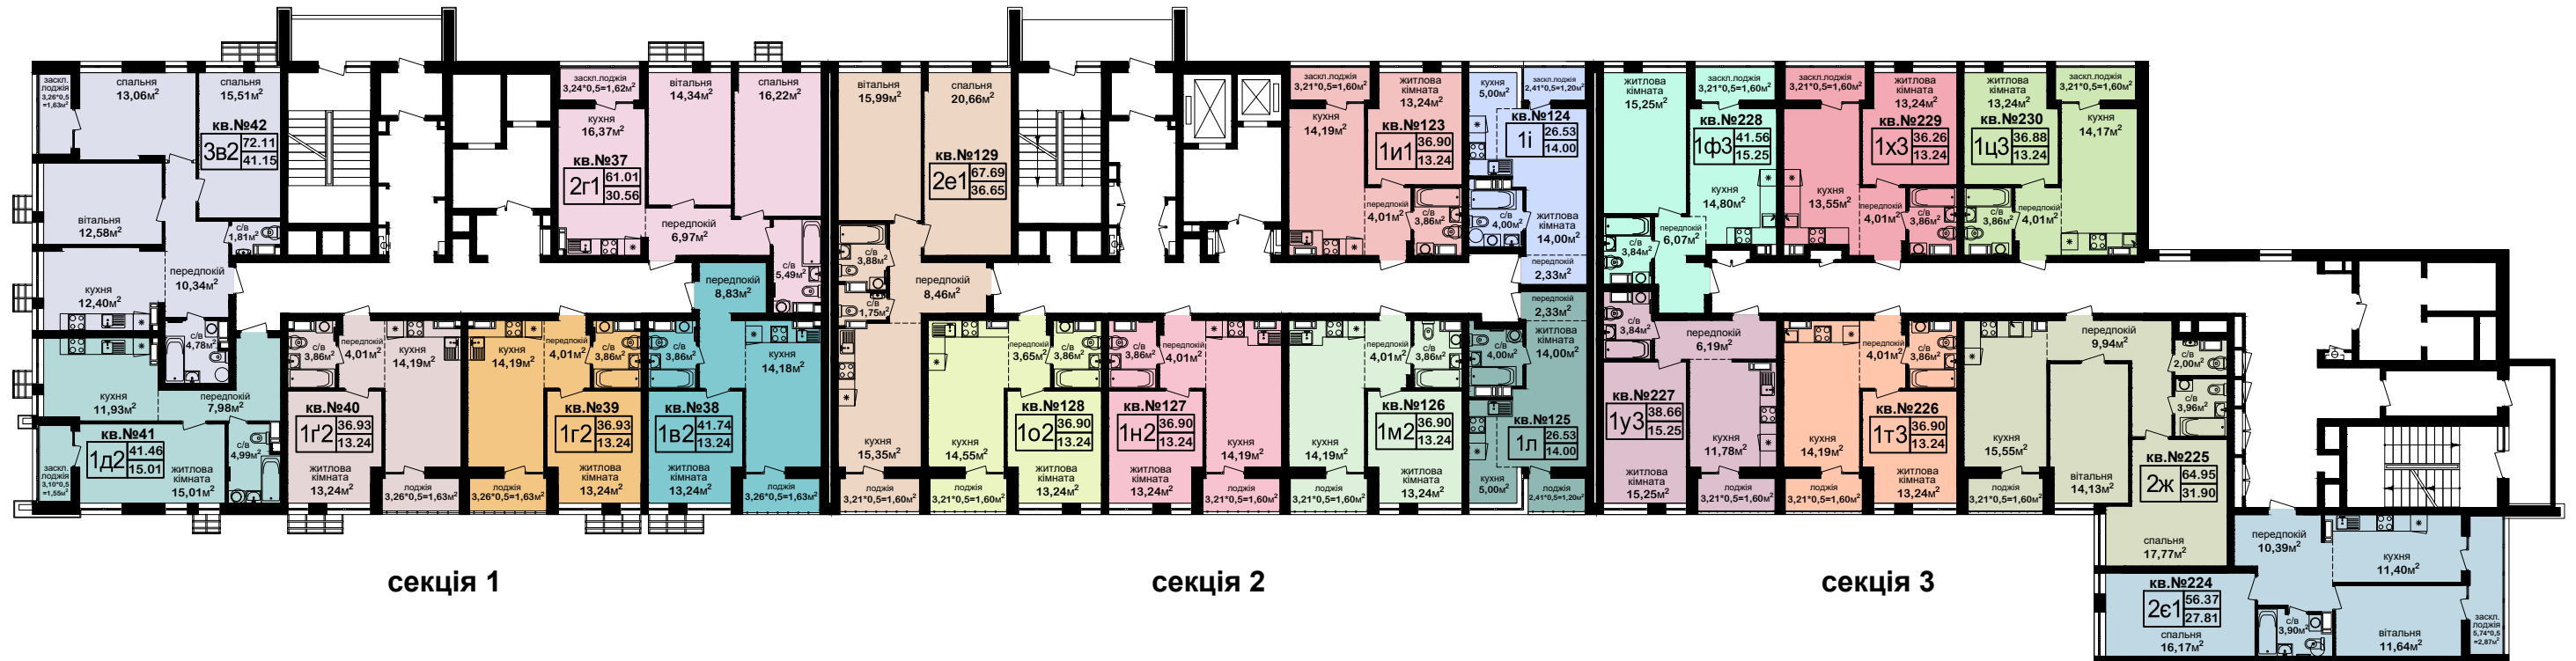 заскл.
лоджія
3,26*0,5
=1,63м²
спальня
13,06м²
спальня
15,51м²
кв.№42
3в2
72.11
41.15
вітальня
12,58м²
с/в
1,81м²
передпокій
10,34м²
кухня
12,40м²
с/в
4,78м²
кухня
11,93м²
передпокій
7,98м²
кв.№41
1д2
41.46
15.01
заскл.
лоджія
3,10*0,5
=1,55м²
житлова
кімната
15,01м²
с/в
4,99м²
с/в
3,86м²
передпокій
4,01м²
кухня
14,19м²
кв.№40
1ґ2
36.93
13.24
житлова
кімната
13,24м²
лоджія
3,26*0,5=1,63м²
кухня
14,19м²
передпокій
4,01м²
с/в
3,86м²
кв.№39
1г2
36.93
13.24
лоджія
3,26*0,5=1,63м²
житлова
кімната
13,24м²
передпокій
8,83м²
с/в
3,86м²
кухня
14,18м²
кв.№38
1в2
41.74
13.24
житлова
кімната
13,24м²
лоджія
3,26*0,5=1,63м²
заскл.лоджія
3,24*0,5=1,62м²
вітальня
14,34м²
спальня
16,22м²
кухня
16,37м²
кв.№37
2г1
61.01
30.56
передпокій
6,97м²
с/в
5,49м²
вітальня
15,99м²
спальня
20,66м²
кв.№129
2е1
67.69
36.65
с/в
3,88м²
с/в
1,75м²
передпокій
8,46м²
кухня
15,35м²
лоджія
3,21*0,5=1,60м²
передпокій
3,65м²
с/в
3,86м²
кв.№128
1о2
36.90
13.24
кухня
14,55м²
лоджія
3,21*0,5=1,60м²
житлова
кімната
13,24м²
с/в
3,86м²
передпокій
4,01м²
кв.№127
1н2
36.90
13.24
житлова
кімната
13,24м²
кухня
14,19м²
лоджія
3,21*0,5=1,60м²
передпокій
4,01м²
с/в
3,86м²
кв.№126
1м2
36.90
13.24
кухня
14,19м²
лоджія
3,21*0,5=1,60м²
житлова
кімната
13,24м²
заскл.лоджія
3,21*0,5=1,60м²
житлова
кімната
13,24м²
кухня
14,19м²
кв.№123
1и1
36.90
13.24
передпокій
4,01м²
с/в
3,86м²
кухня
5,00м²
заскл.лоджія
2,41*0,5=1,20м²
кв.№124
1і
26.53
14.00
с/в
4,00м²
житлова
кімната
14,00м²
передпокій
2,33м²
передпокій
2,33м²
житлова
кімната
14,00м²
с/в
4,00м²
кв.№125
1л
26.53
14.00
кухня
5,00м²
лоджія
2,41*0,5=1,20м²
житлова
кімната
15,25м²
заскл.лоджія
3,21*0,5=1,60м²
кв.№228
1ф3
41.56
15.25
кухня
14,80м²
с/в
3,84м²
передпокій
6,07м²
заскл.лоджія
3,21*0,5=1,60м²
житлова
кімната
13,24м²
кв.№229
1х3
36.26
13.24
кухня
13,55м²
передпокій
4,01м²
с/в
3,86м²
житлова
кімната
13,24м²
заскл.лоджія
3,21*0,5=1,60м²
кв.№230
1ц3
36.88
13.24
кухня
14,17м²
с/в
3,86м²
передпокій
4,01м²
с/в
3,84м²
передпокій
6,19м²
кв.№227
1у3
38.66
15.25
кухня
11,78м²
житлова
кімната
15,25м²
лоджія
3,21*0,5=1,60м²
передпокій
4,01м²
с/в
3,86м²
кв.№226
1т3
36.90
13.24
кухня
14,19м²
лоджія
3,21*0,5=1,60м²
житлова
кімната
13,24м²
передпокій
9,94м²
с/в
2,00м²
с/в
3,96м²
кухня
15,55м²
лоджія
3,21*0,5=1,60м²
вітальня
14,13м²
кв.№225
2ж
64.95
31.90
спальня
17,77м²
передпокій
10,39м²
кухня
11,40м²
кв.№224
2є1
56.37
27.81
спальня
16,17м²
с/в
3,90м²
вітальня
11,64м²
заскл.
лоджія
5,74*0,5
=2,87м²
секція 1
секція 2
секція 3